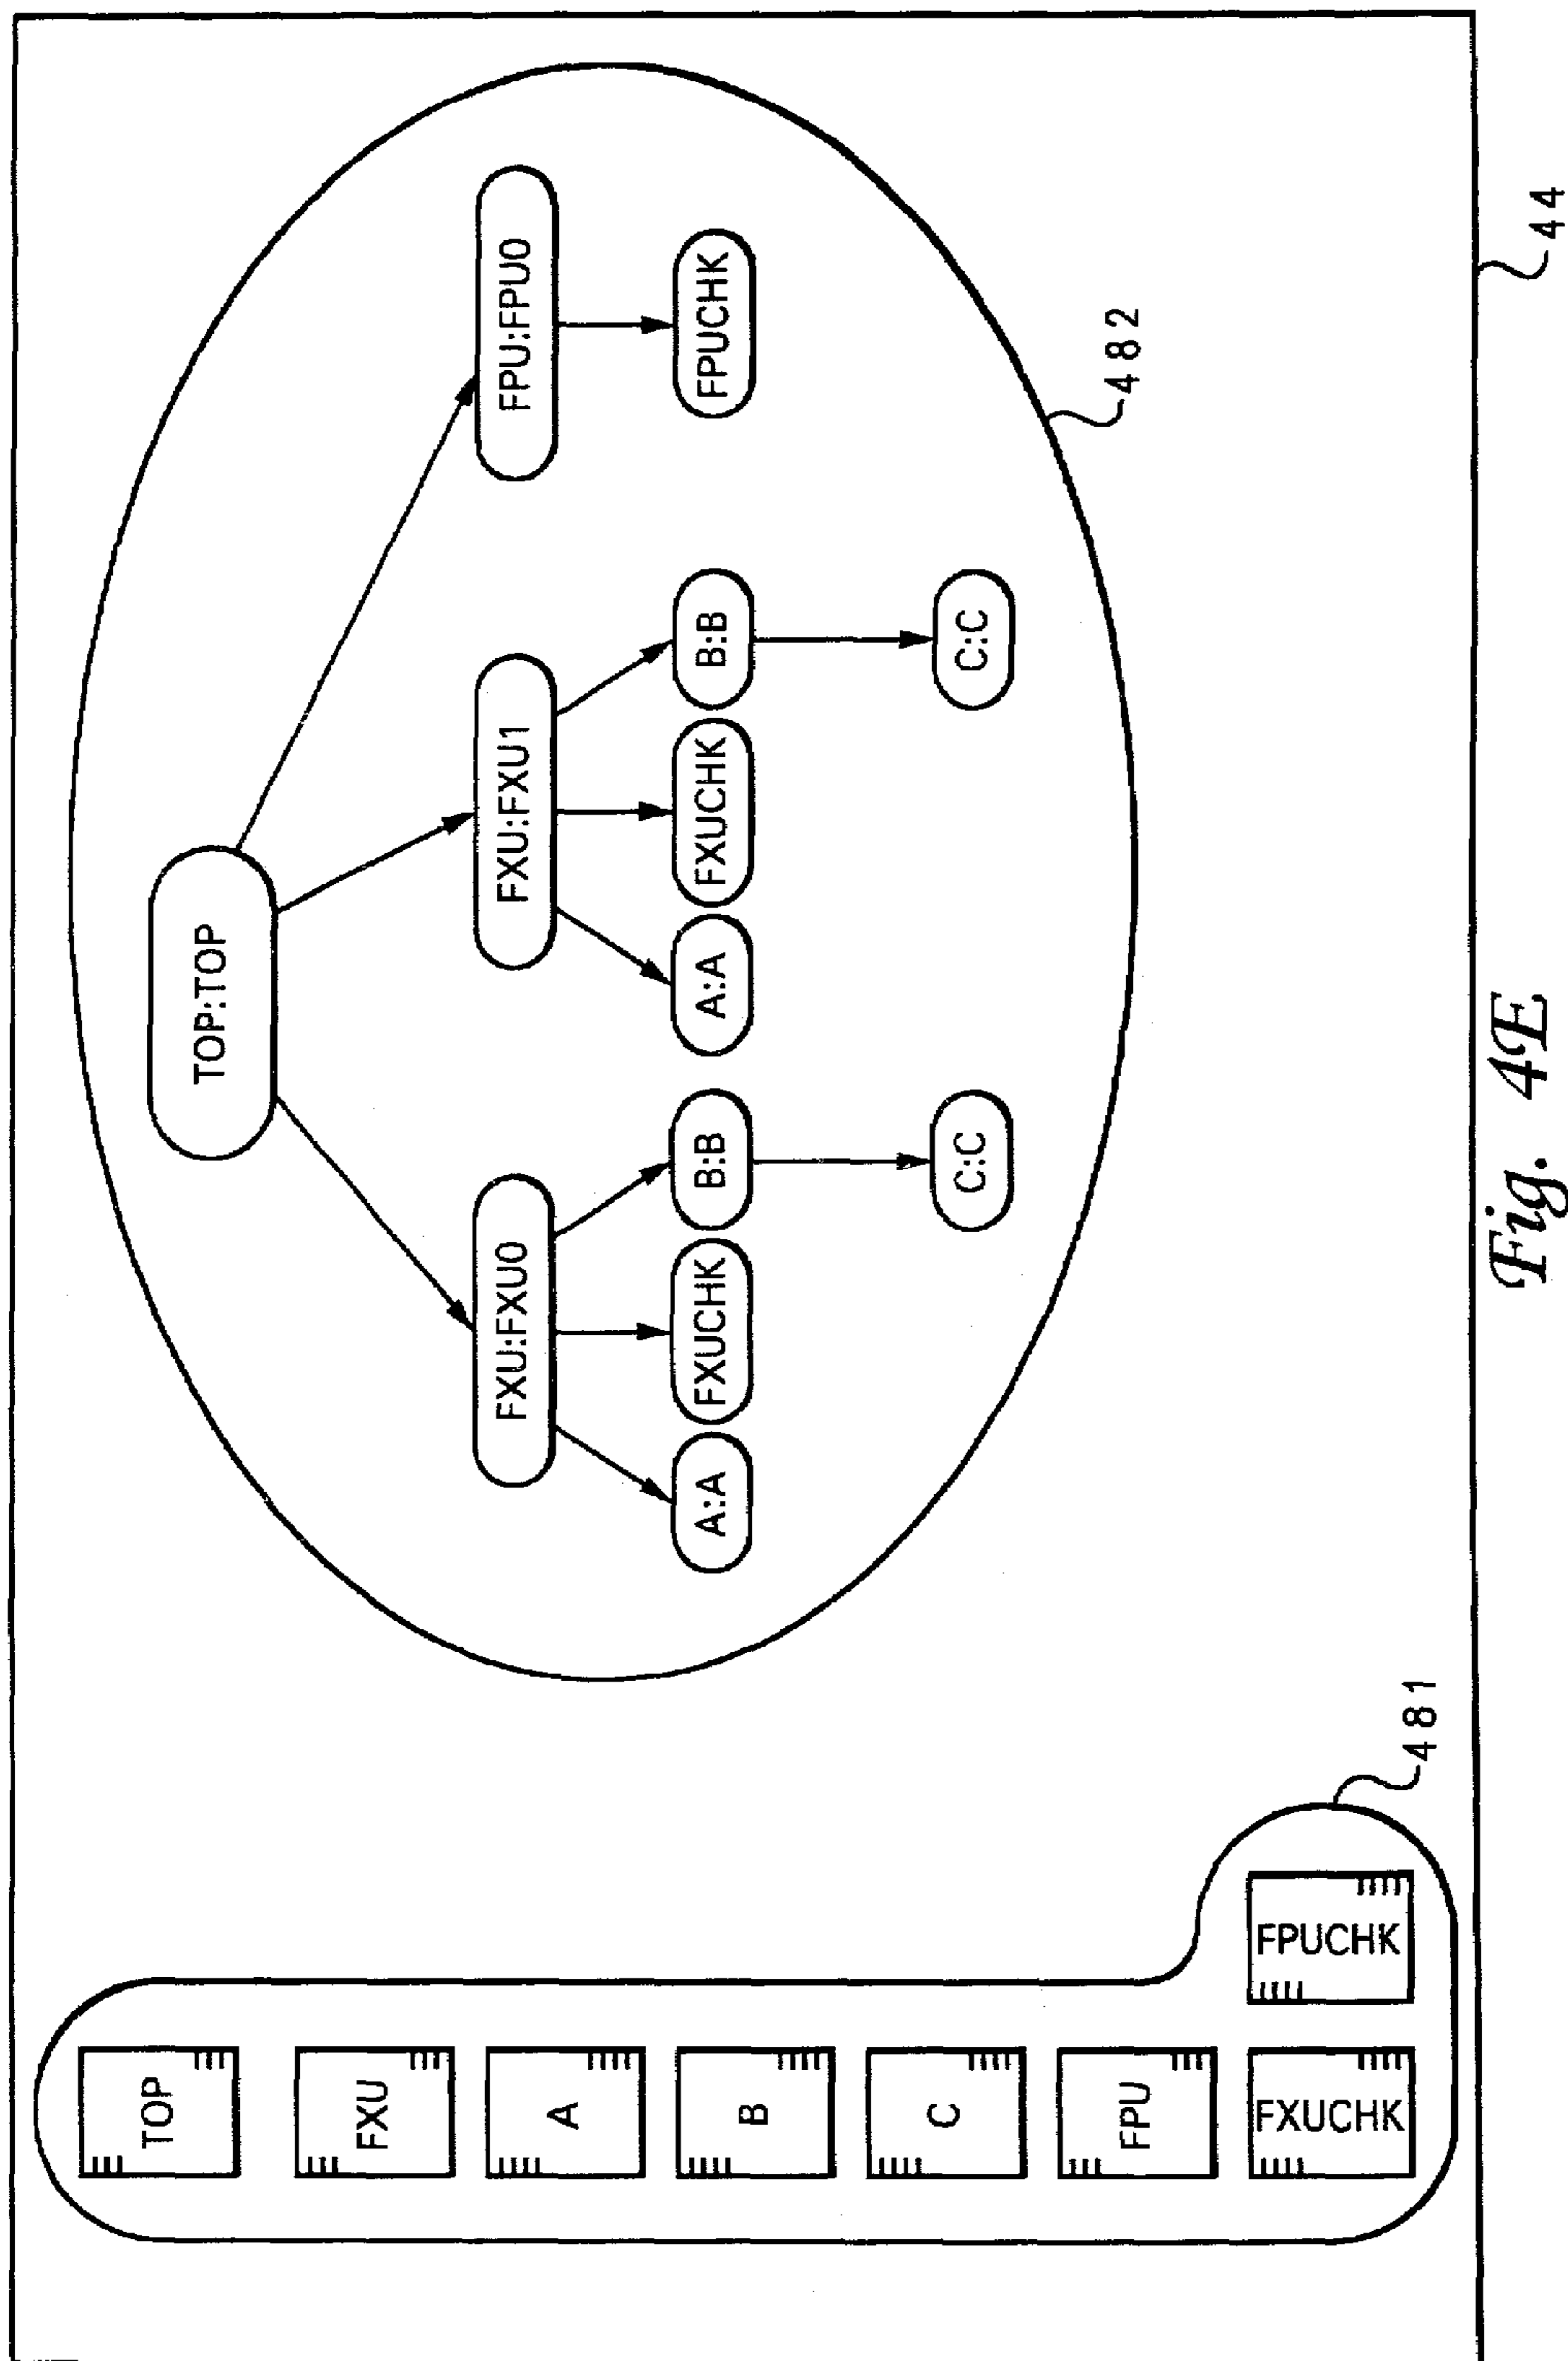 TOP
FXU
A
B
C
FPU
FXUCHK
FPUCHK
481
TOP:TOP
FXU:FXU0
FXU:FXU1
FPU:FPU0
A:A
FXUCHK
B:B
A:A
FXUCHK
B:B
FPUCHK
C:C
C:C
482
44
Fig. 4E